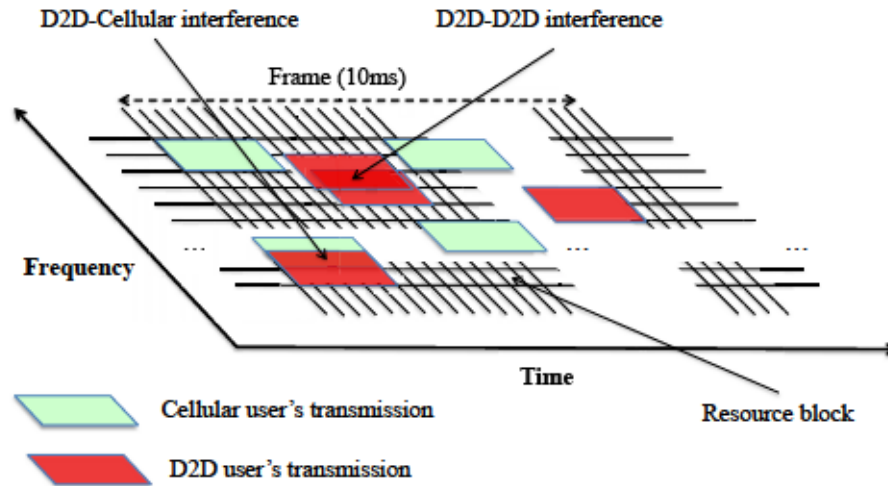 D2D-Cellular interference
D2D-D2D interference
Frame (10ms)
...
...
...
Frequency
Time
Cellular user's transmission
Resource block
D2D user's transmission